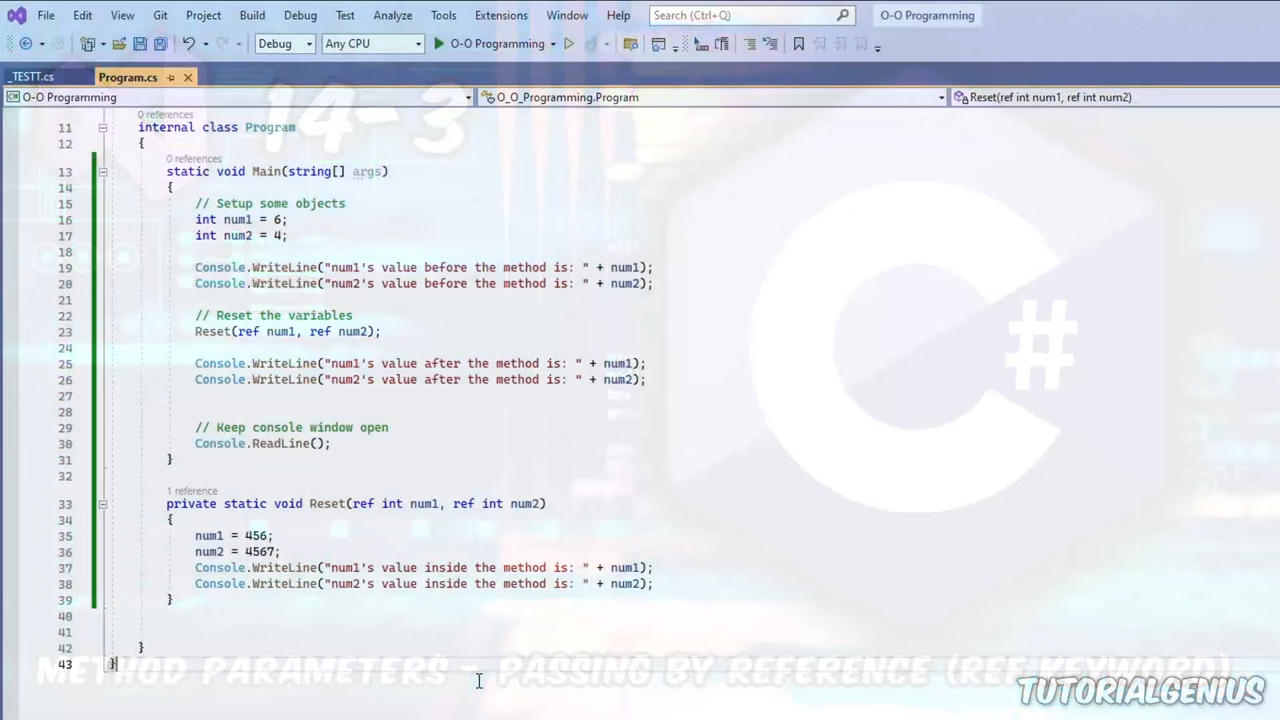 File Edit View Git Project Build Debug Test Analyze Tools Extensions Window Help Search (Ctrl+Q) O-O Programming
Debug Any CPU O-O Programming
_TESTT.cs Program.cs
O-O Programming O_O_Programming.Program Reset(ref int num1, ref int num2)
14-3
0 references
11 internal class Program
12 {
0 references
13 static void Main(string[] args)
14 {
15 // Setup some objects
16 int num1 = 6;
17 int num2 = 4;
18
19 Console.WriteLine("num1's value before the method is: " + num1);
20 Console.WriteLine("num2's value before the method is: " + num2);
21
22 // Reset the variables
23 Reset(ref num1, ref num2);
24
25 Console.WriteLine("num1's value after the method is: " + num1);
26 Console.WriteLine("num2's value after the method is: " + num2);
27
28
29 // Keep console window open
30 Console.ReadLine();
31 }
32
1 reference
33 private static void Reset(ref int num1, ref int num2)
34 {
35 num1 = 456;
36 num2 = 4567;
37 Console.WriteLine("num1's value inside the method is: " + num1);
38 Console.WriteLine("num2's value inside the method is: " + num2);
39 }
40
41
42 }
43 }
C#
METHOD PARAMETERS - PASSING BY REFERENCE (REF KEYWORD)
TUTORIALGENIUS